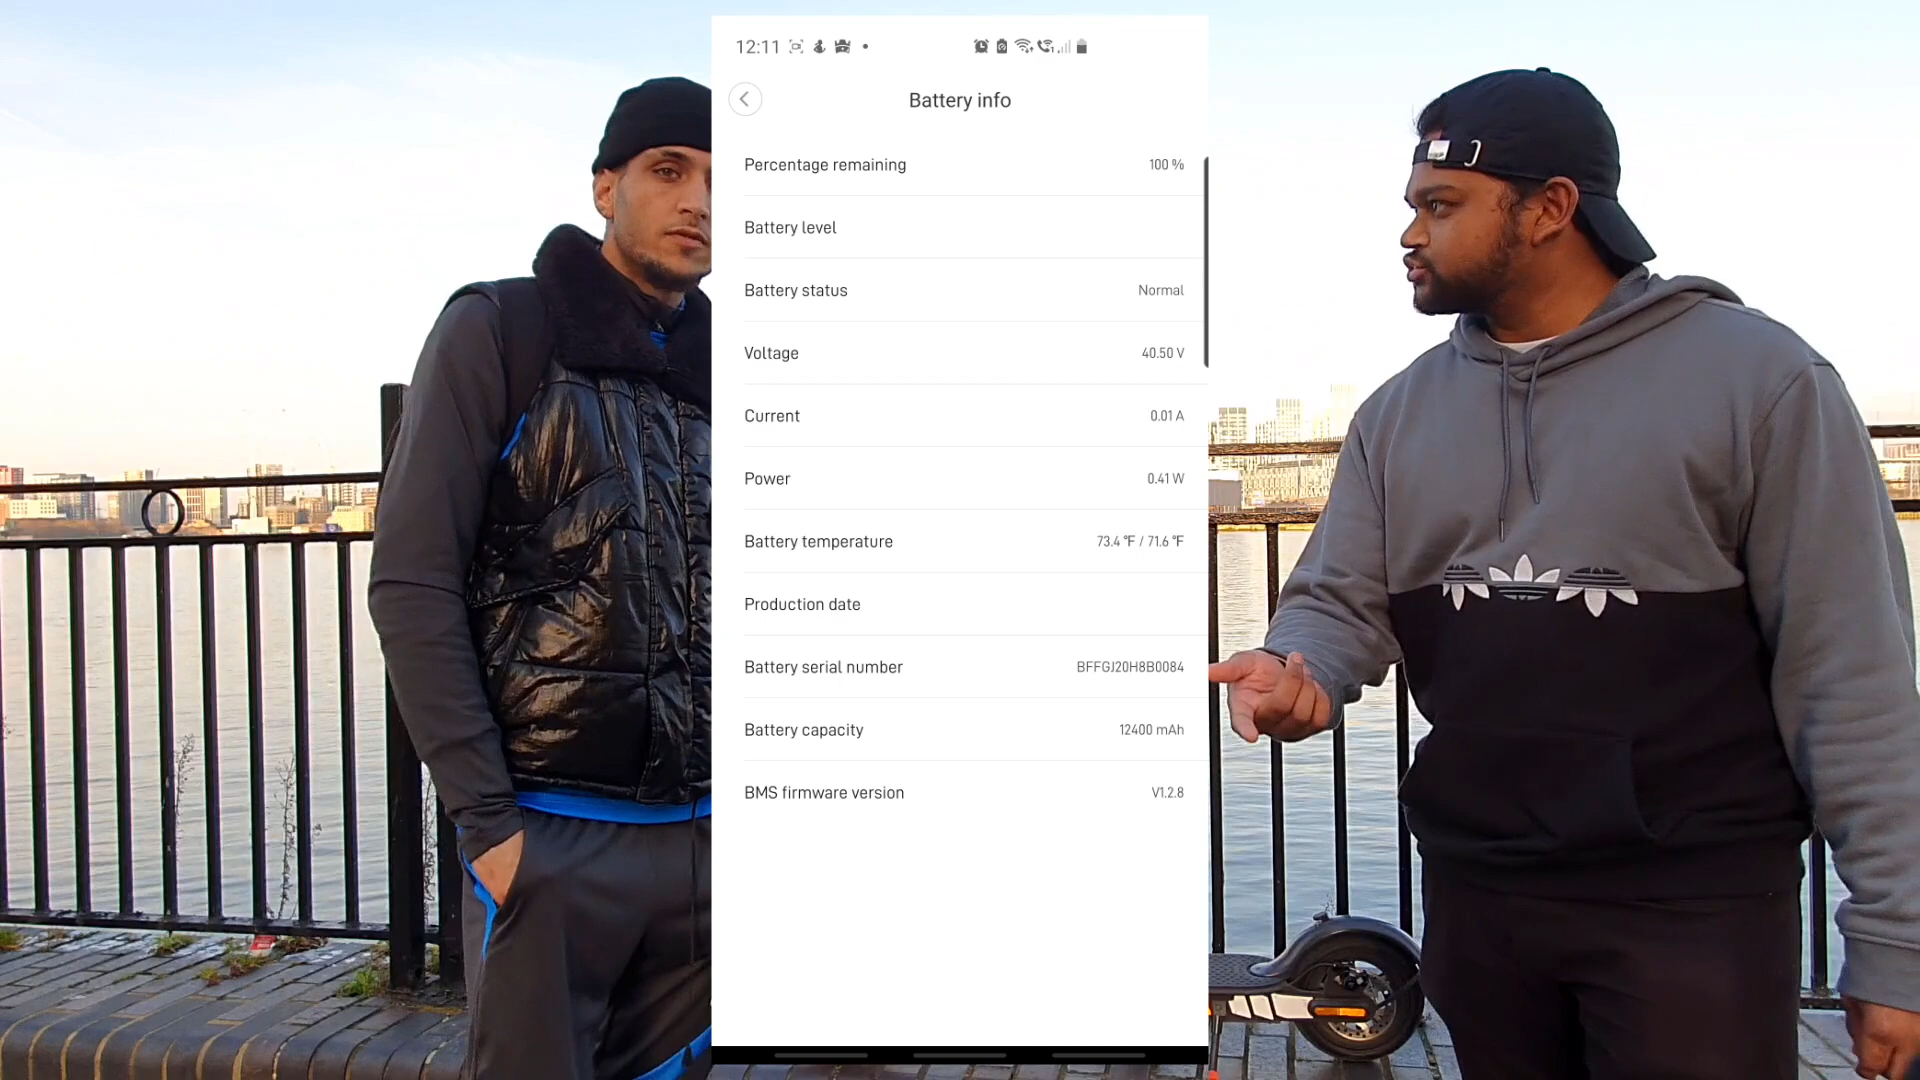 12:11
Battery info
Percentage remaining 100 %
Battery level
Battery status Normal
Voltage 40.50 V
Current 0.01 A
Power 0.41 W
Battery temperature 73.4 ℉ / 71.6 ℉
Production date
Battery serial number BFFGJ20H8B0084
Battery capacity 12400 mAh
BMS firmware version V1.2.8